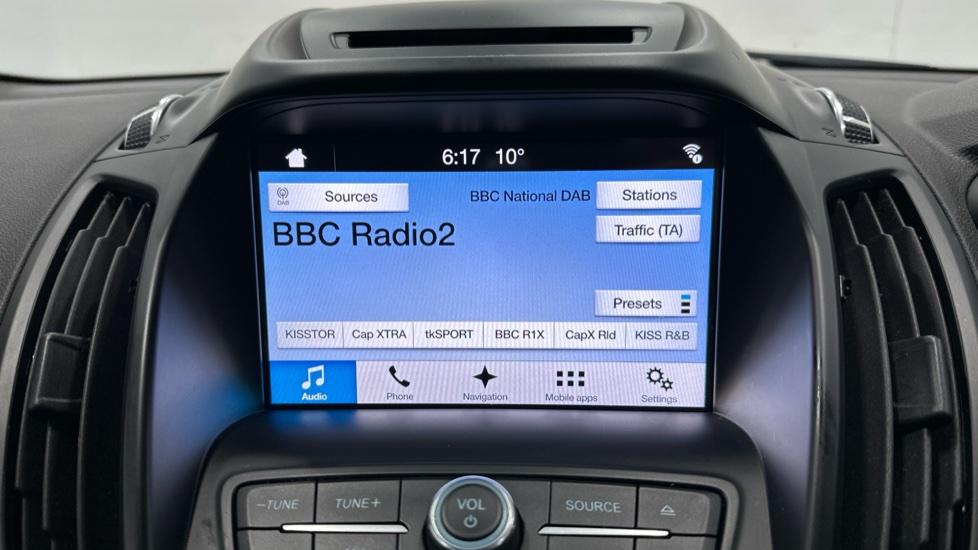 6:17 10°
DAB Sources BBC National DAB Stations
BBC Radio2 Traffic (TA)
Presets
KISSTOR Cap XTRA tkSPORT BBC R1X CapX Rld KISS R&B
Audio Phone Navigation Mobile apps Settings
-TUNE TUNE+ VOL SOURCE